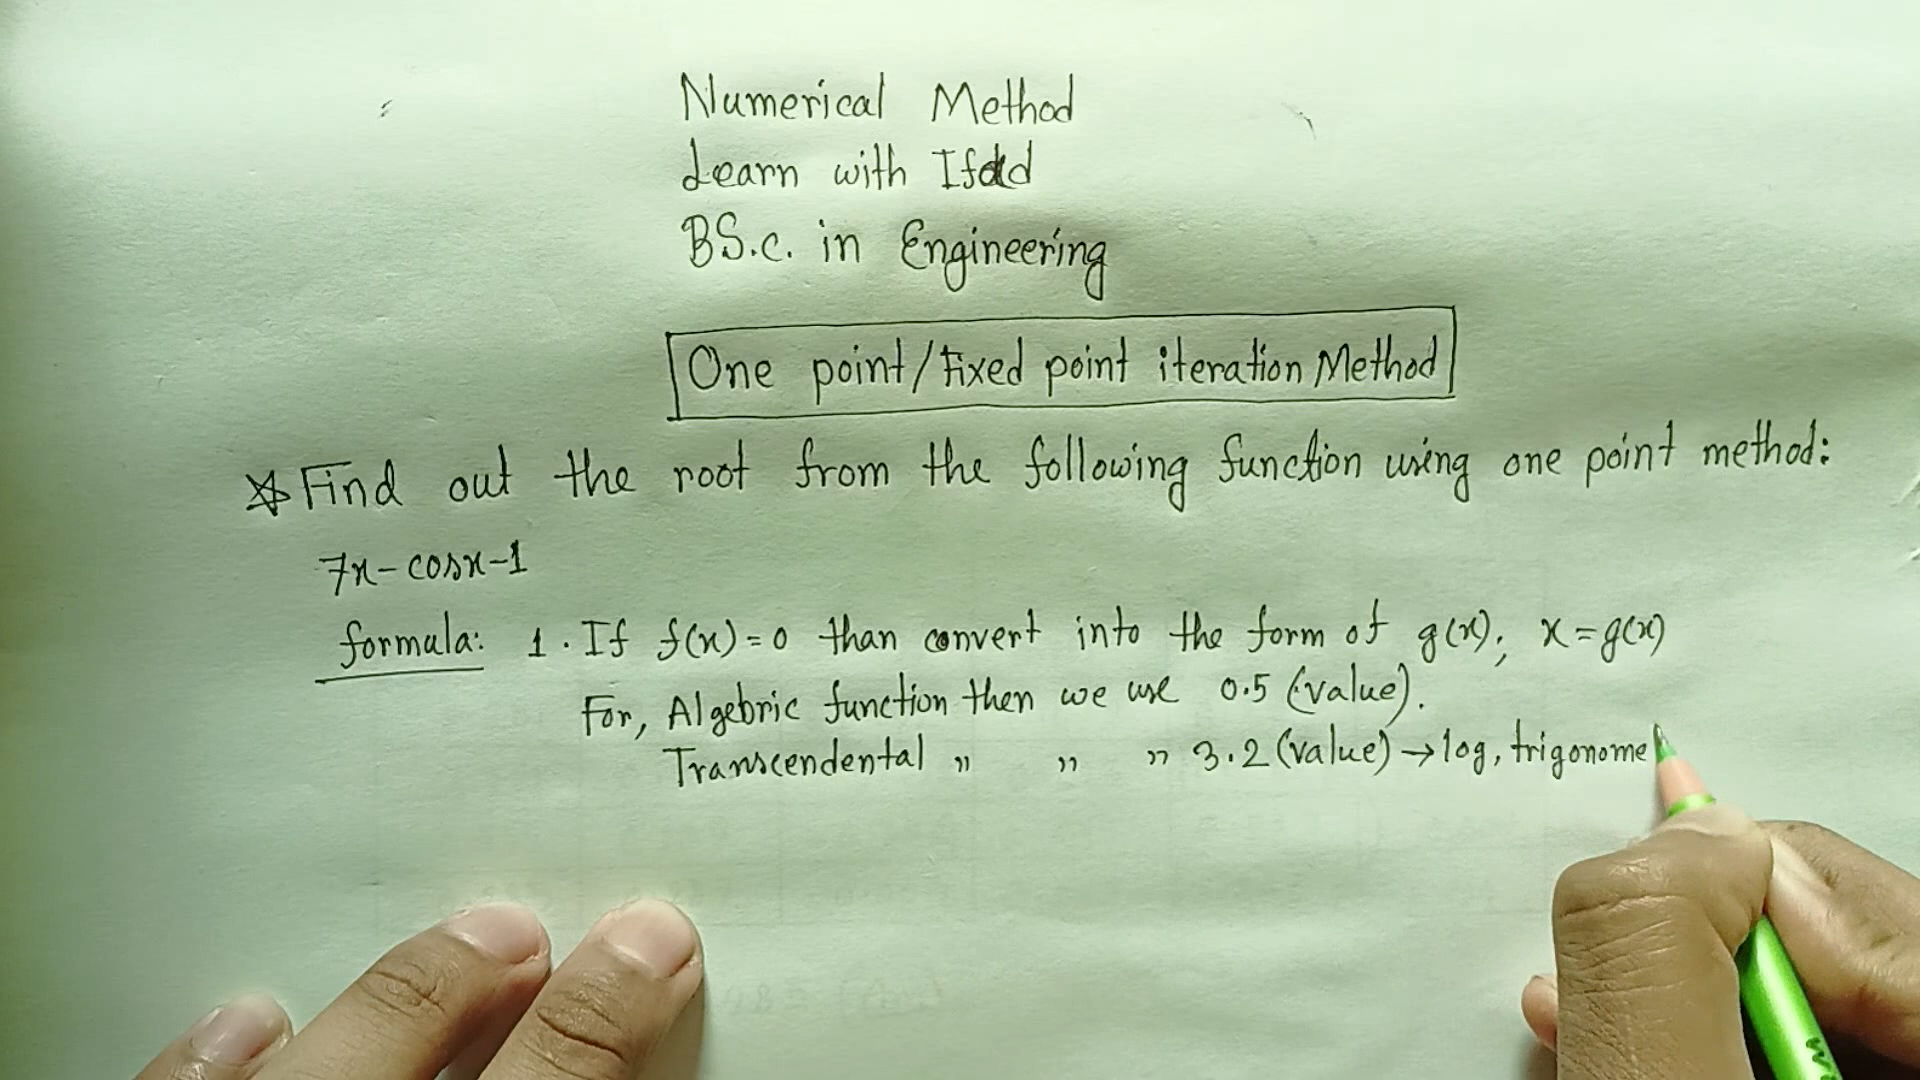 Numerical Method
Learn with Ifad
BS.c. in Engineering
One point/Fixed point iteration Method
Find out the root from the following function using one point method:
7x-cosx-1
formula: 1. If f(x)=0 than convert into the form of g(x); x=g(x)
For, Algebric function then we use 0.5 (value).
Transcendental " " " 3.2 (value) → log, trigonome